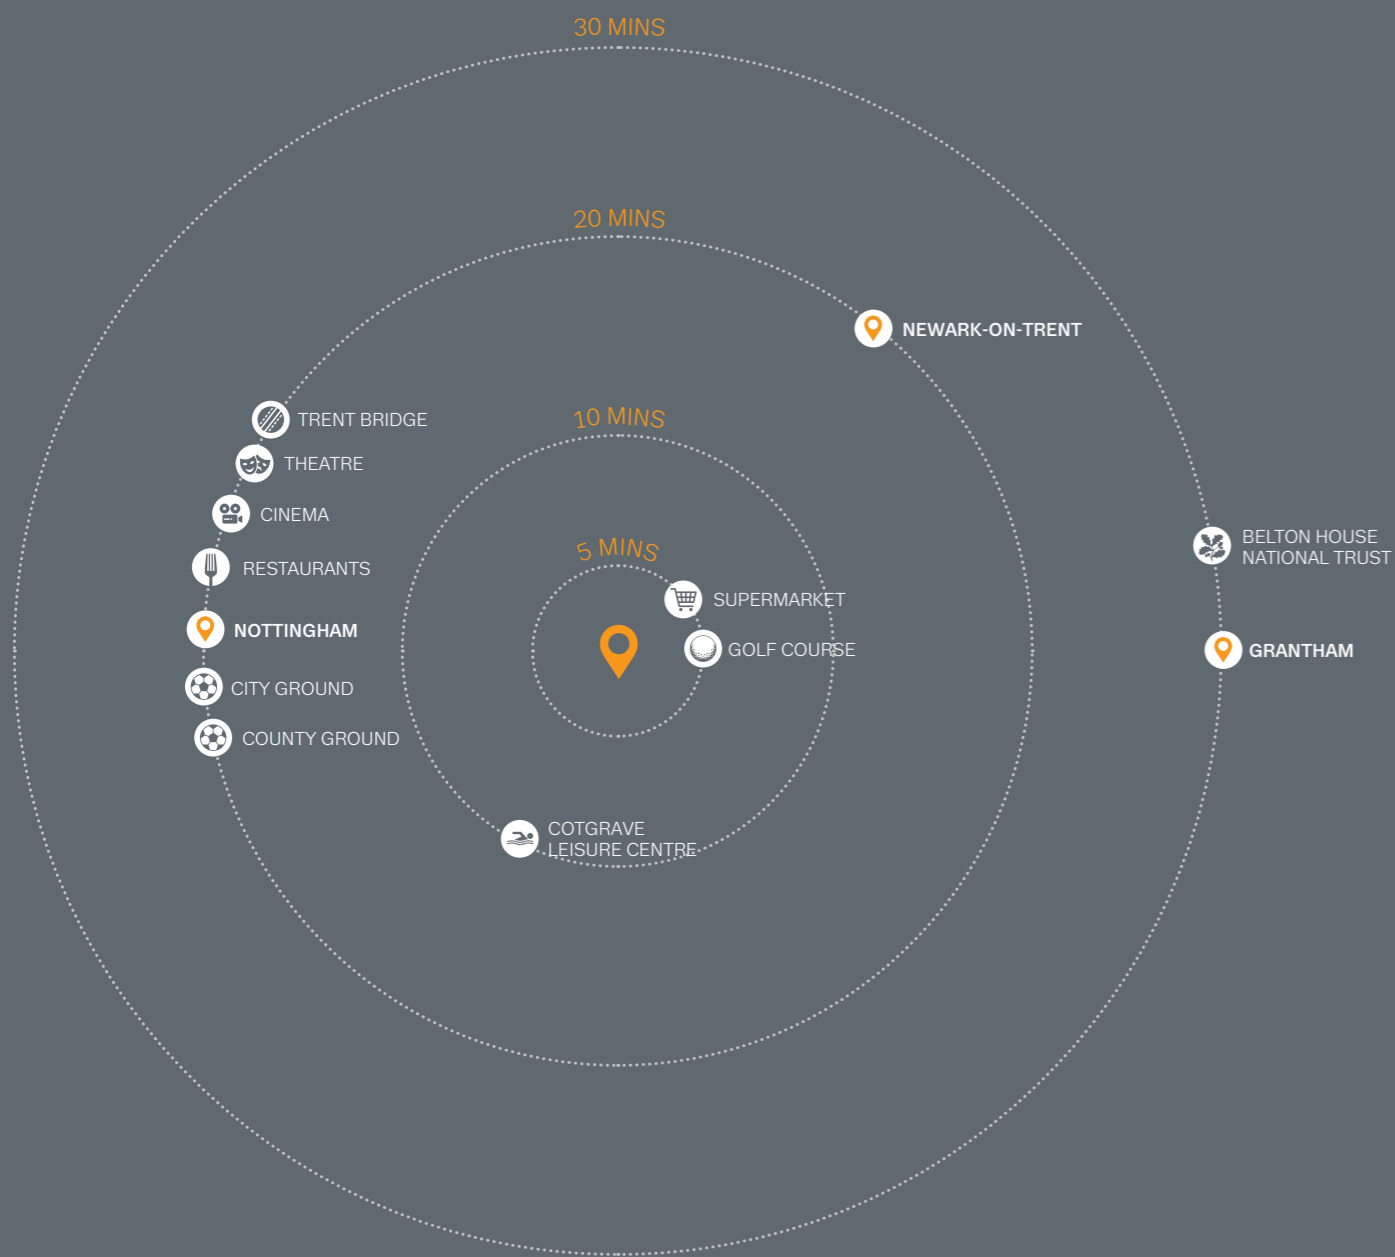 30 MINS
20 MINS
NEWARK-ON-TRENT
10 MINS
TRENT BRIDGE
THEATRE
CINEMA
5 MINS
BELTON HOUSE
NATIONAL TRUST
RESTAURANTS
SUPERMARKET
NOTTINGHAM
GOLF COURSE
GRANTHAM
CITY GROUND
COUNTY GROUND
COTGRAVE
LEISURE CENTRE